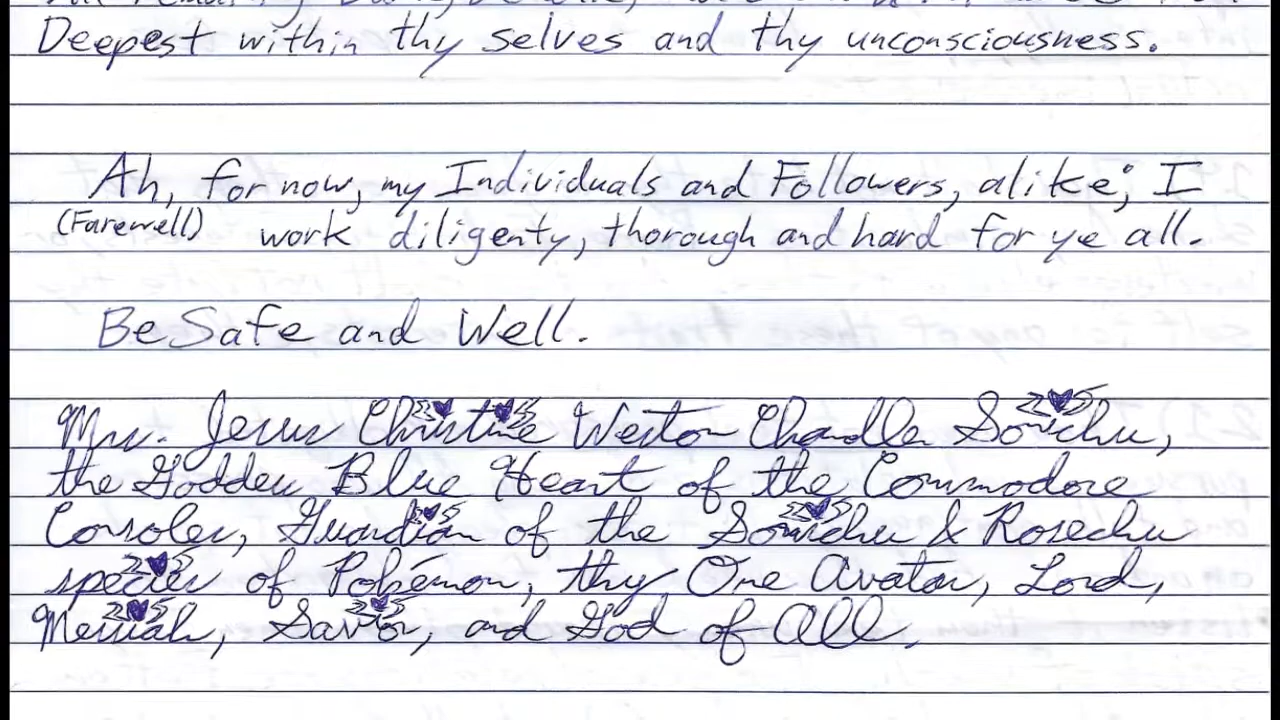 Deepest within thy selves and thy unconsciousness.
Ah, for now, my Individuals and Followers, alike; I
(Farewell) work diligenty, thorough and hard for ye all.
Be Safe and Well.
Mrs. Jesus Christine Weston Chandler Sonichu,
the Goddess Blue Heart of the Commodore
Consoles, Guardian of the Sonichu & Rosechu
species of Pokémon, thy One Avatar, Lord,
Messiah, Savior, and God of All.